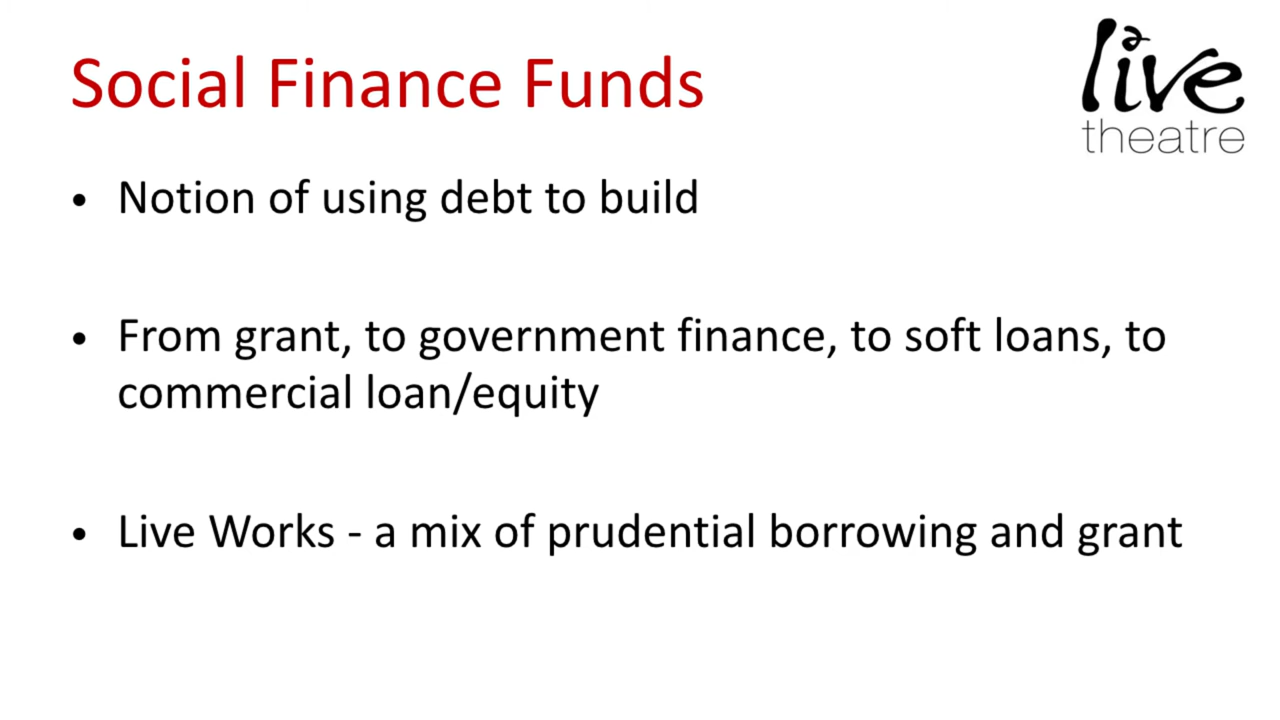 Social Finance Funds
live
theatre
• Notion of using debt to build
• From grant, to government finance, to soft loans, to
commercial loan/equity
• Live Works - a mix of prudential borrowing and grant